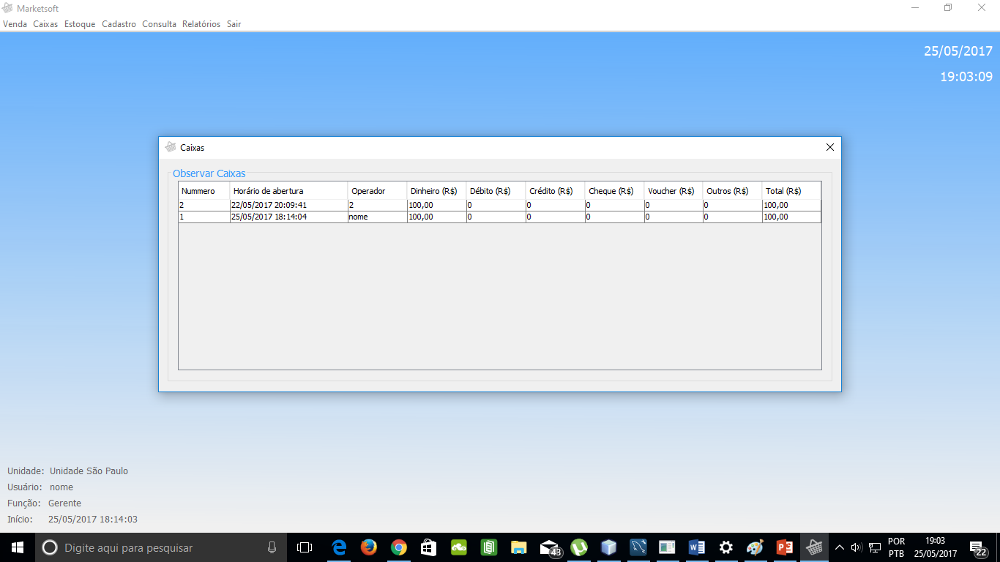 Marketsoft
Venda Caixas Estoque Cadastro Consulta Relatórios Sair
25/05/2017
19:03:09
Caixas
Observar Caixas
Nummero Horário de abertura Operador Dinheiro (R$) Débito (R$) Crédito (R$) Cheque (R$) Voucher (R$) Outros (R$) Total (R$)
2 22/05/2017 20:09:41 2 100,00 0 0 0 0 0 100,00
1 25/05/2017 18:14:04 nome 100,00 0 0 0 0 0 100,00
Unidade: Unidade São Paulo
Usuário: nome
Função: Gerente
Início: 25/05/2017 18:14:03
Digite aqui para pesquisar
43
POR
PTB
19:03
25/05/2017
22